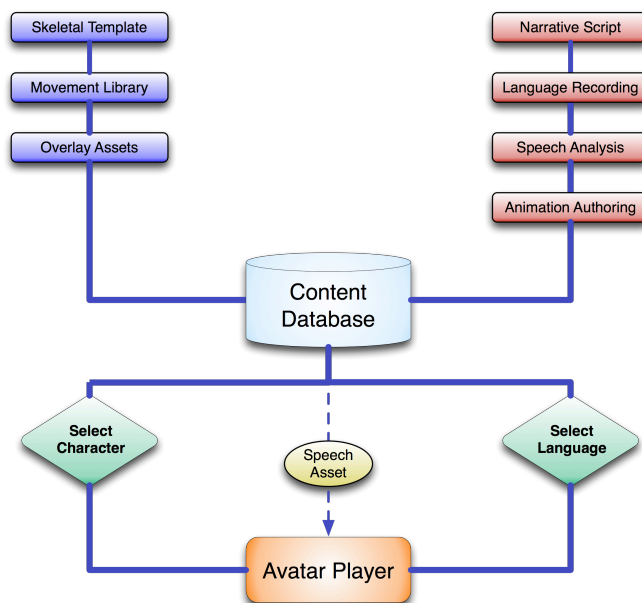 Skeletal Template
Movement Library
Overlay Assets
Narrative Script
Language Recording
Speech Analysis
Animation Authoring
Content
Database
Select
Character
Speech
Asset
Select
Language
Avatar Player